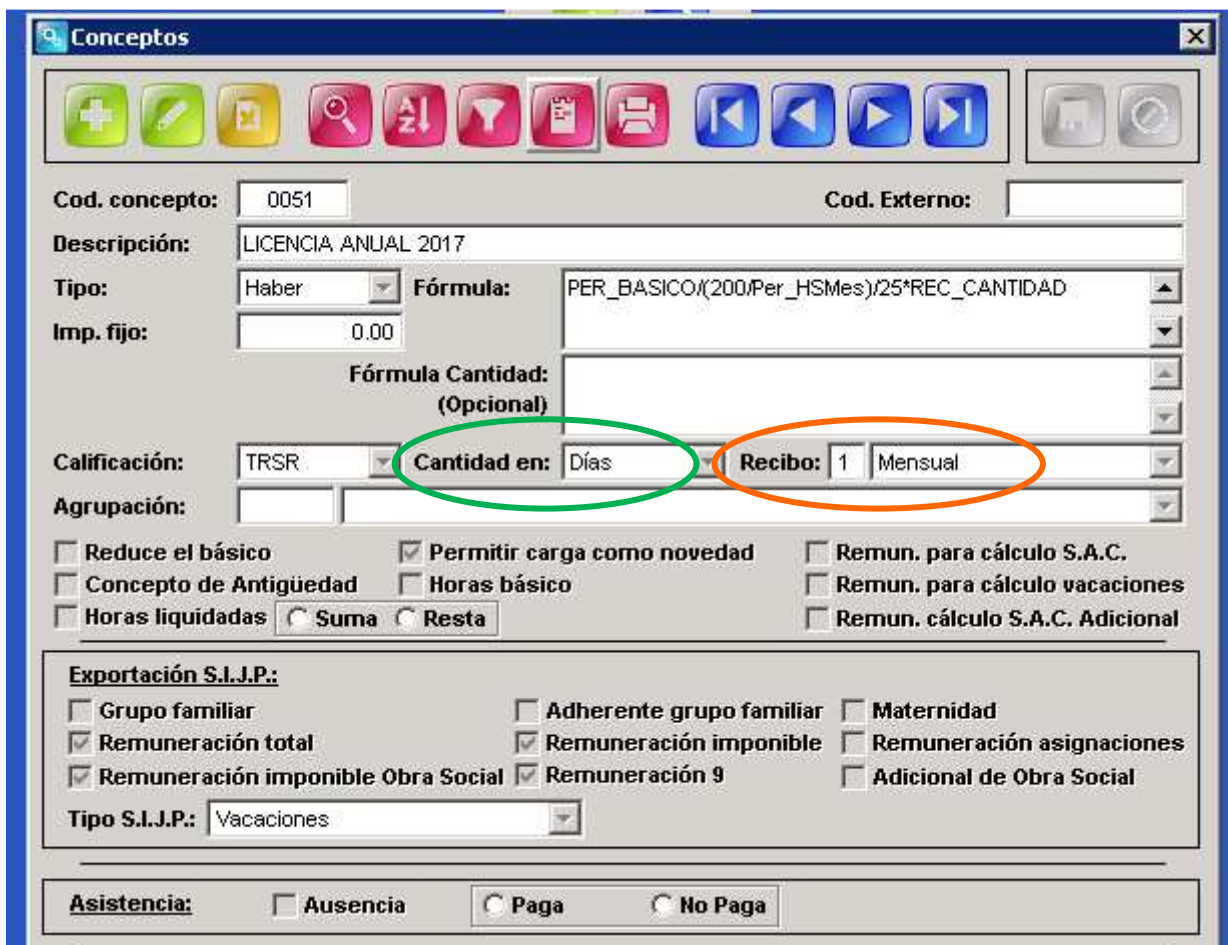 Conceptos
Cod. concepto: 0051 Cod. Externo:
Descripción: LICENCIA ANUAL 2017
Tipo: Haber Fórmula: PER_BASICO/(200/Per_HSMes)/25*REC_CANTIDAD
Imp. fijo: 0.00
Fórmula Cantidad:
(Opcional)
Calificación: TRSR Cantidad en: Días Recibo: 1 Mensual
Agrupación:
Reduce el básico Permitir carga como novedad Remun. para cálculo S.A.C.
Concepto de Antigüedad Horas básico Remun. para cálculo vacaciones
Horas liquidadas Suma Resta Remun. cálculo S.A.C. Adicional
Exportación S.I.J.P.:
Grupo familiar Adherente grupo familiar Maternidad
Remuneración total Remuneración imponible Remuneración asignaciones
Remuneración imponible Obra Social Remuneración 9 Adicional de Obra Social
Tipo S.I.J.P.: Vacaciones
Asistencia: Ausencia Paga No Paga